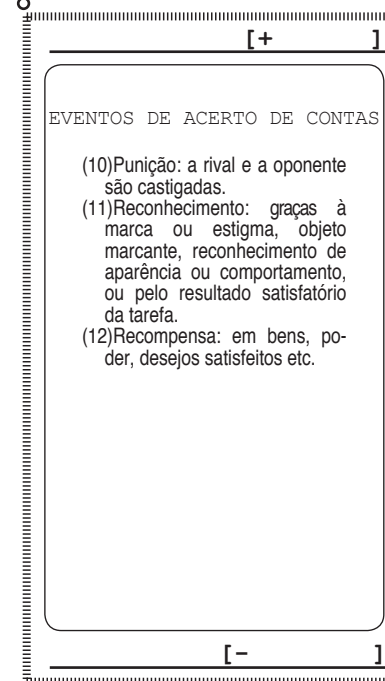 [+ ]
EVENTOS DE ACERTO DE CONTAS
(10)Punição: a rival e a oponente
são castigadas.
(11)Reconhecimento: graças à
marca ou estigma, objeto
marcante, reconhecimento de
aparência ou comportamento,
ou pelo resultado satisfatório
da tarefa.
(12)Recompensa: em bens, po-
der, desejos satisfeitos etc.
[- ]